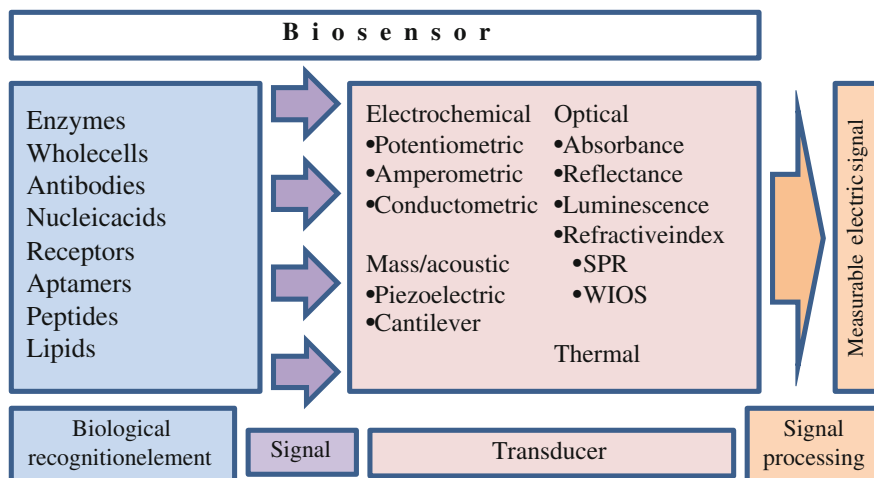 Biosensor
Enzymes
Wholecells
Antibodies
Nucleicacids
Receptors
Aptamers
Peptides
Lipids
Electrochemical
•Potentiometric
•Amperometric
•Conductometric
Mass/acoustic
•Piezoelectric
•Cantilever
Optical
•Absorbance
•Reflectance
•Luminescence
•Refractiveindex
•SPR
•WIOS
Thermal
Measurable electric signal
Biological
recognitionelement
Signal
Transducer
Signal
processing